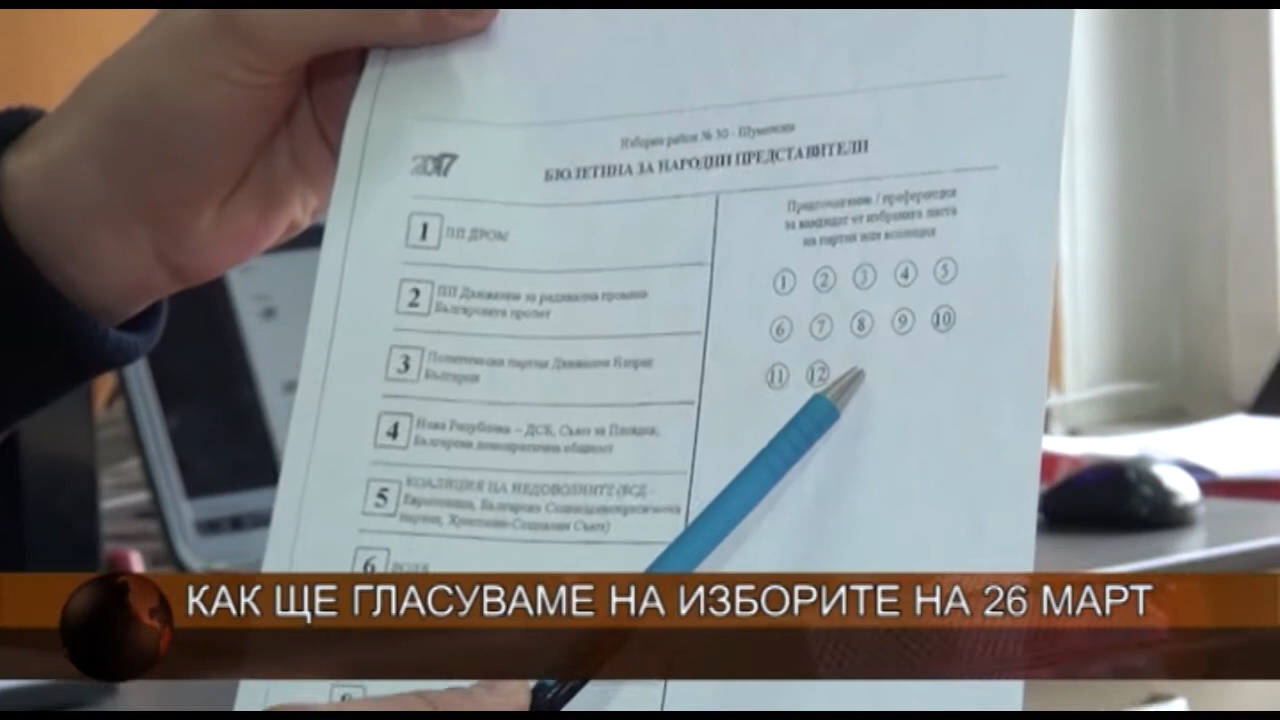 Изборен район № 30 - Шуменски
2017
БЮЛЕТИНА ЗА НАРОДНИ ПРЕДСТАВИТЕЛИ
Предпочитание / преференция
за кандидат от избраната листа
на партия или коалиция
1 ПП ДРОМ
2 ПП Движение за радикална промяна
Българската пролет
3 Политическа партия Движение Напред
България
4 Нова Република – ДСБ, Съюз за Пловдив,
Българска демократична общност
5 КОАЛИЦИЯ НА НЕДОВОЛНИТЕ (БСД -
Евролевица, Българска Социалдемократическа
партия, Християн-Социален Съюз)
6
1 2 3 4 5
6 7 8 9 10
11 12
КАК ЩЕ ГЛАСУВАМЕ НА ИЗБОРИТЕ НА 26 МАРТ